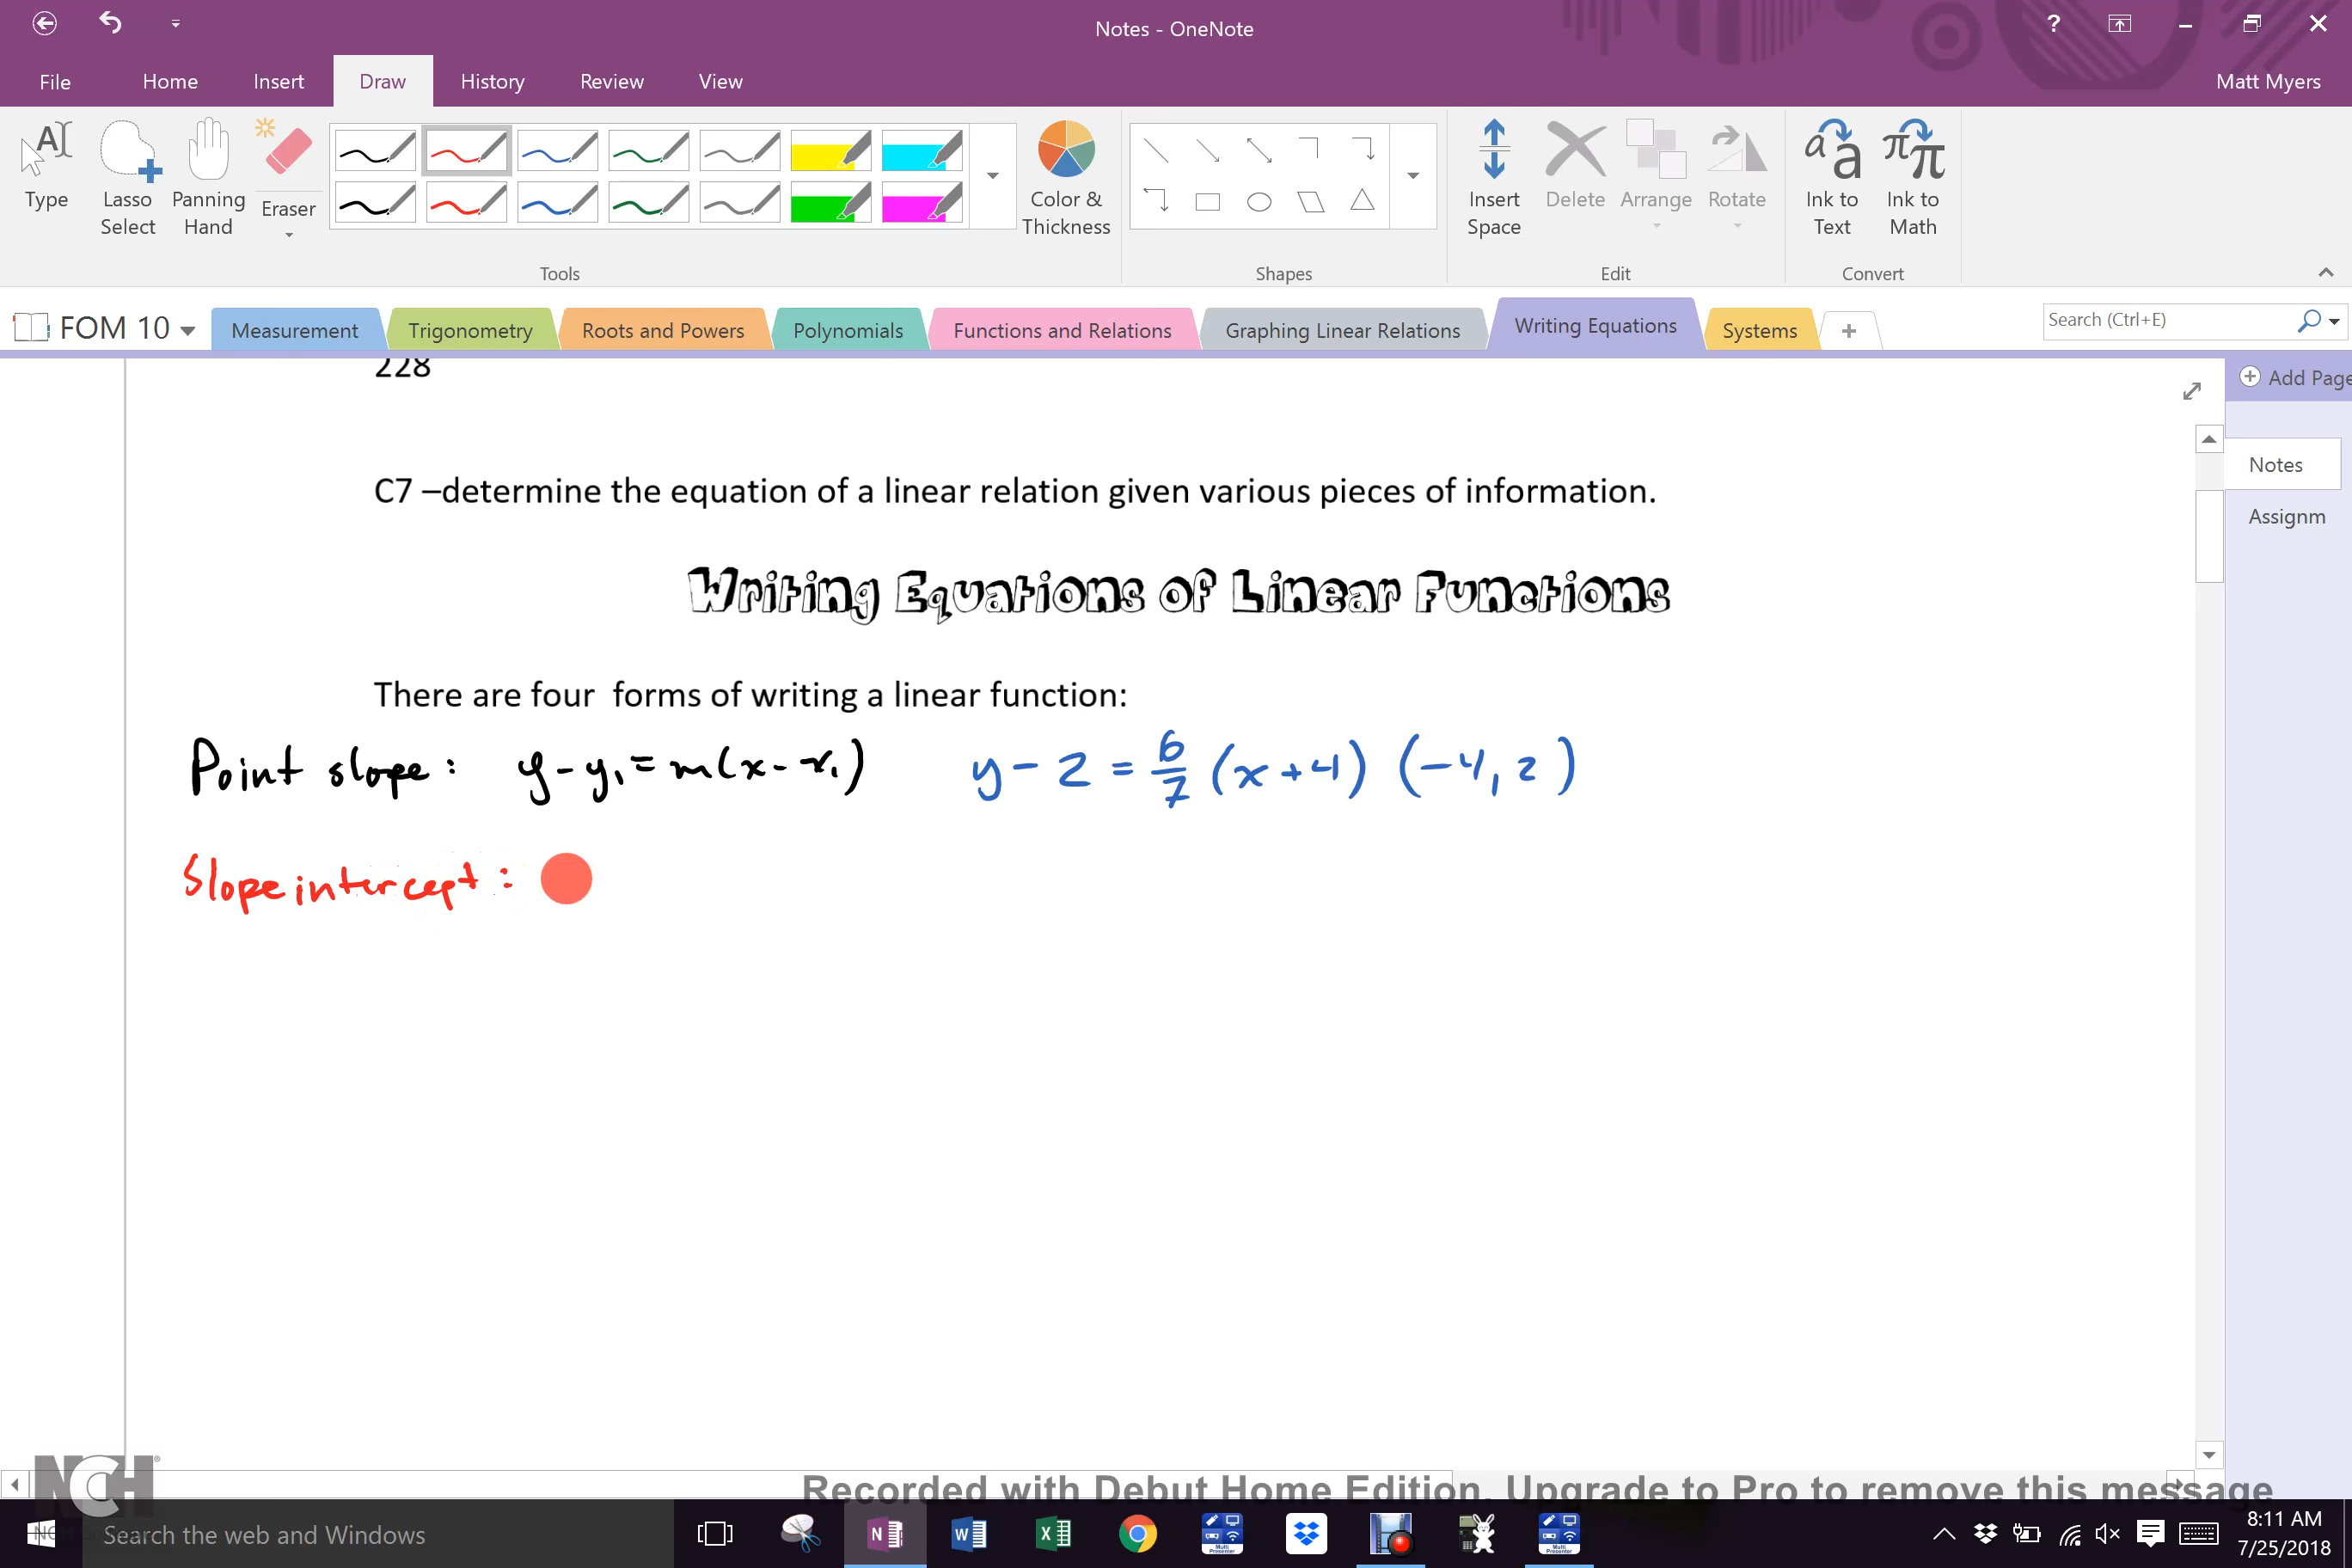 Notes - OneNote
?
File Home Insert Draw History Review View
Matt Myers
Type
Lasso Select
Panning Hand
Eraser
Color & Thickness
Insert Space
Delete
Arrange
Rotate
Ink to Text
Ink to Math
Tools
Shapes
Edit
Convert
FOM 10
Measurement
Trigonometry
Roots and Powers
Polynomials
Functions and Relations
Graphing Linear Relations
Writing Equations
Systems
+
Search (Ctrl+E)
228
Add Page
Notes
Assignm
C7 –determine the equation of a linear relation given various pieces of information.
Writing Equations of Linear Functions
There are four forms of writing a linear function:
Point slope: y - y₁ = m(x - x₁) y - 2 = 6/7 (x + 4) (-4, 2)
Slope intercept:
NCH
Recorded with Debut Home Edition. Upgrade to Pro to remove this message
Search the web and Windows
8:11 AM
7/25/2018